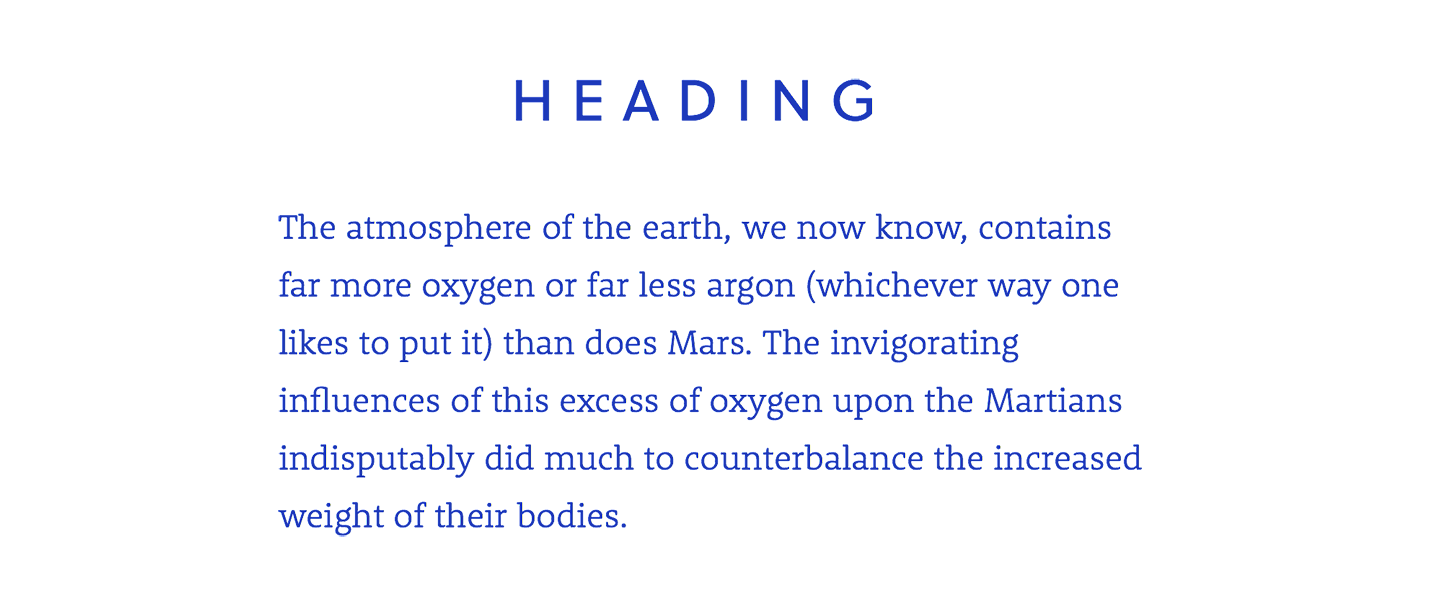 HEADING
The atmosphere of the earth, we now know, contains
far more oxygen or far less argon (whichever way one
likes to put it) than does Mars. The invigorating
influences of this excess of oxygen upon the Martians
indisputably did much to counterbalance the increased
weight of their bodies.